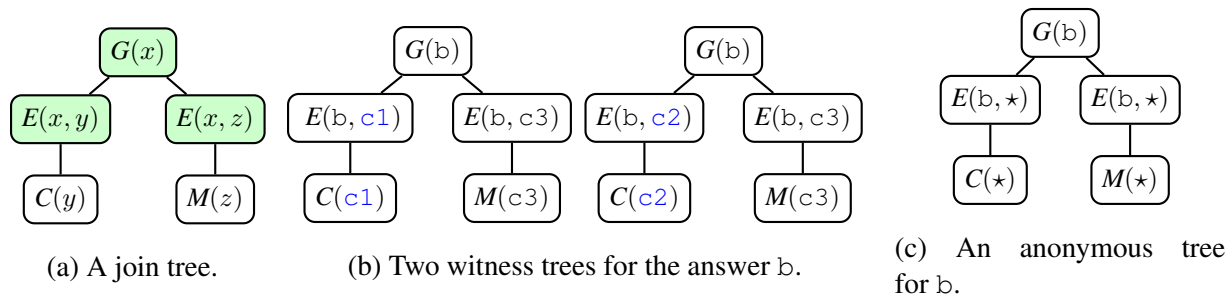 G(x)
E(x, y) E(x, z)
C(y) M(z)
(a) A join tree.
G(b) G(b)
E(b, c1) E(b, c3) E(b, c2) E(b, c3)
C(c1) M(c3) C(c2) M(c3)
(b) Two witness trees for the answer b.
G(b)
E(b, ⋆) E(b, ⋆)
C(⋆) M(⋆)
(c) An anonymous tree
for b.